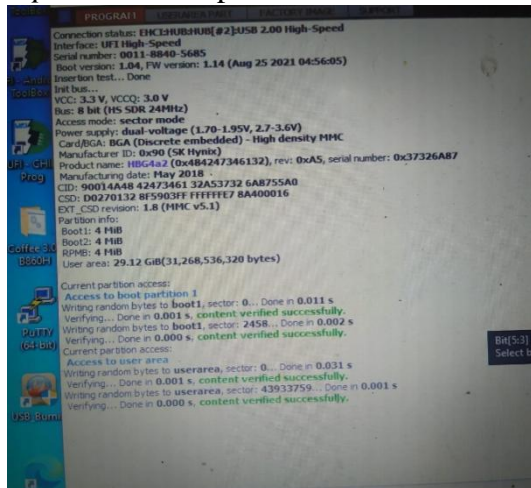 PROGRAM
USERAREA PART
FACTORY IMAGE
SUPPORT
Connection status: EHCI:HUB:HUB[#2]:USB 2.00 High-Speed
Interface: UFI High-Speed
Serial number: 0011-8840-5685
Boot version: 1.04, FW version: 1.14 (Aug 25 2021 04:56:05)
Insertion test... Done
Init bus...
VCC: 3.3 V, VCCQ: 3.0 V
Bus: 8 bit (HS SDR 24MHz)
Access mode: sector mode
Power supply: dual-voltage (1.70-1.95V, 2.7-3.6V)
Card/BGA: BGA (Discrete embedded) - High density MMC
Manufacturer ID: 0x90 (SK Hynix)
Product name: HBG4a2 (0x484247346132), rev: 0xA5, serial number: 0x37326A87
Manufacturing date: May 2018
CID: 90014A48 42473461 32A53732 6A8755A0
CSD: D0270132 8F5903FF FFFFFFE7 8A400016
EXT_CSD revision: 1.8 (MMC v5.1)
Partition info:
Boot1: 4 MiB
Boot2: 4 MiB
RPMB: 4 MiB
User area: 29.12 GiB(31,268,536,320 bytes)
Current partition access:
Access to boot partition 1
Writing random bytes to boot1, sector: 0... Done in 0.011 s
Verifying... Done in 0.001 s, content verified successfully.
Writing random bytes to boot1, sector: 2458... Done in 0.002 s
Verifying... Done in 0.000 s, content verified successfully.
Current partition access:
Access to user area
Writing random bytes to userarea, sector: 0... Done in 0.031 s
Verifying... Done in 0.001 s, content verified successfully.
Writing random bytes to userarea, sector: 43933759... Done in 0.001 s
Verifying... Done in 0.000 s, content verified successfully.
ToolBox
UFI - CHI
Prog
Coffee 3.0
B860H
PuTTY
(64-bit)
USB Burni
Bit[5:3]
Select b